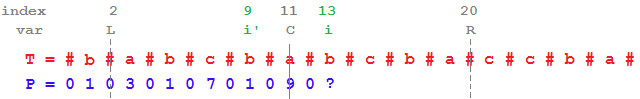 index 2 9 11 13 20
var L i' C i R
T = # b # a # b # c # b # a # b # c # b # a # c # c # b # a #
P = 0 1 0 3 0 1 0 7 0 1 0 9 0 ?